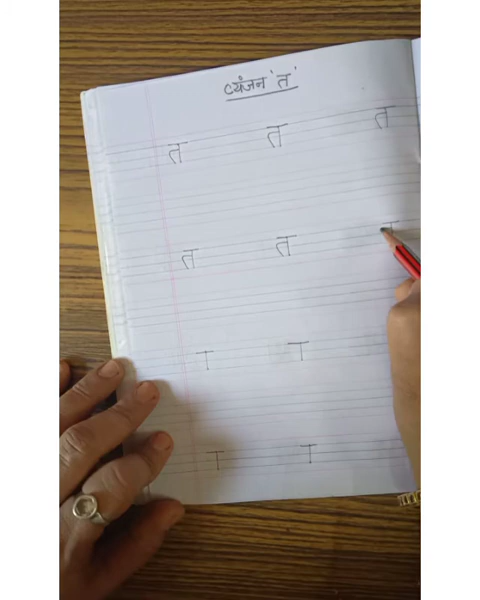 व्यंजन 'त'
त त त
त त